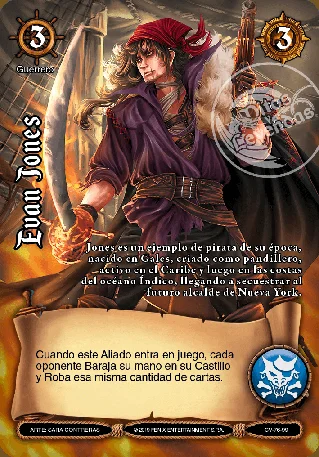 3
3
Guerrero
Evan Jones
Jones es un ejemplo de pirata de su época,
nacido en Gales, criado como pandillero,
activo en el Caribe y luego en las costas
del océano Índico, llegando a secuestrar al
futuro alcalde de Nueva York.
Cuando este Aliado entra en juego, cada
oponente Baraja su mano en su Castillo
y Roba esa misma cantidad de cartas.
ARTE: SARA CONTRERAS